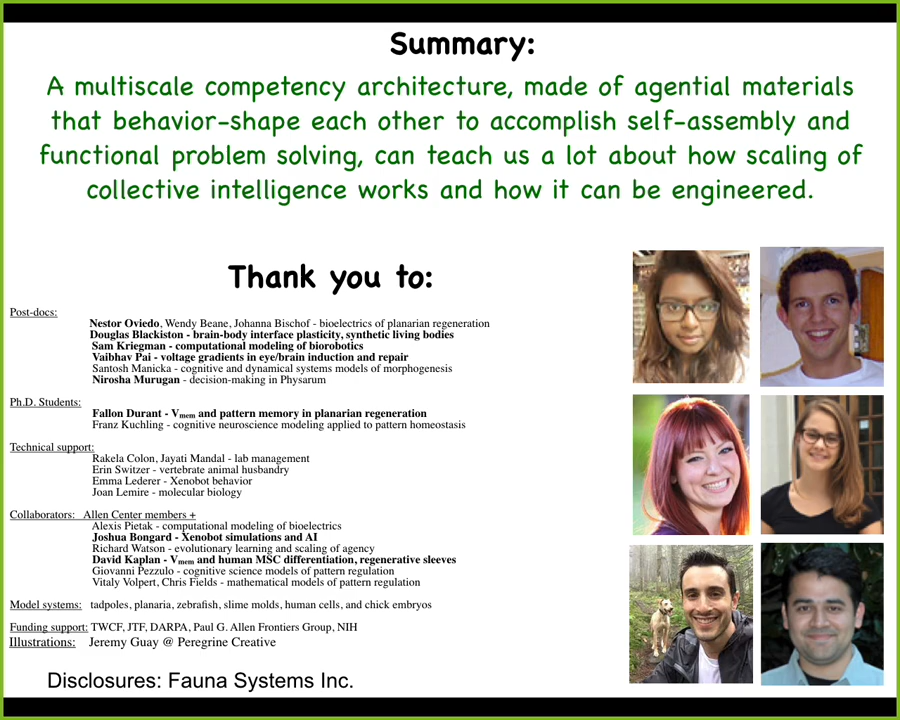 Summary:
A multiscale competency architecture, made of agential materials
that behavior-shape each other to accomplish self-assembly and
functional problem solving, can teach us a lot about how scaling of
collective intelligence works and how it can be engineered.
Thank you to:
Post-docs:
Nestor Oviedo, Wendy Beane, Johanna Bischof - bioelectrics of planarian regeneration
Douglas Blackiston - brain-body interface plasticity, synthetic living bodies
Sam Kriegman - computational modeling of biorobotics
Vaibhav Pai - voltage gradients in eye/brain induction and repair
Santosh Manicka - cognitive and dynamical systems models of morphogenesis
Nirosha Murugan - decision-making in Physarum
Ph.D. Students:
Fallon Durant - Vmem and pattern memory in planarian regeneration
Franz Kuchling - cognitive neuroscience modeling applied to pattern homeostasis
Technical support:
Rakela Colon, Jayati Mandal - lab management
Erin Switzer - vertebrate animal husbandry
Emma Lederer - Xenobot behavior
Joan Lemire - molecular biology
Collaborators: Allen Center members +
Alexis Pietak - computational modeling of bioelectrics
Joshua Bongard - Xenobot simulations and AI
Richard Watson - evolutionary learning and scaling of agency
David Kaplan - Vmem and human MSC differentiation, regenerative sleeves
Giovanni Pezzulo - cognitive science models of pattern regulation
Vitaly Volpert, Chris Fields - mathematical models of pattern regulation
Model systems: tadpoles, planaria, zebrafish, slime molds, human cells, and chick embryos
Funding support: TWCF, JTF, DARPA, Paul G. Allen Frontiers Group, NIH
Illustrations: Jeremy Guay @ Peregrine Creative
Disclosures: Fauna Systems Inc.